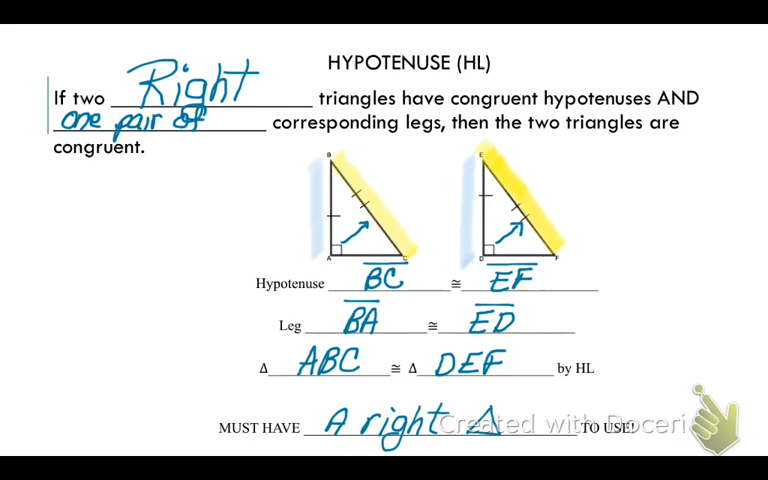 HYPOTENUSE (HL)
If two Right triangles have congruent hypotenuses AND
one pair of corresponding legs, then the two triangles are
congruent.
B E
A C D F
Hypotenuse BC ≅ EF
Leg BA ≅ ED
Δ ABC ≅ Δ DEF by HL
MUST HAVE A right Δ TO USE!
Created with Doceri